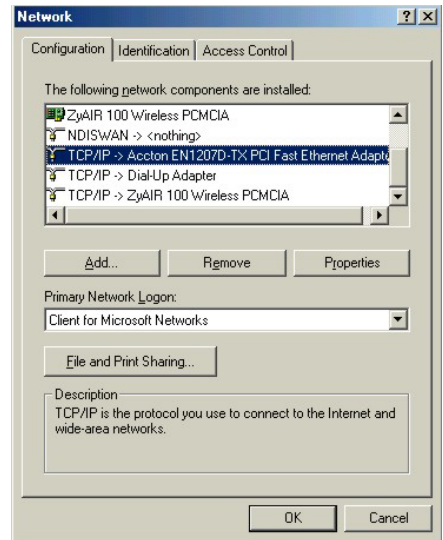 Network
Configuration Identification Access Control
The following network components are installed:
ZyAIR 100 Wireless PCMCIA
NDISWAN -> <nothing>
TCP/IP -> Accton EN1207D-TX PCI Fast Ethernet Adapte
TCP/IP -> Dial-Up Adapter
TCP/IP -> ZyAIR 100 Wireless PCMCIA
Add... Remove Properties
Primary Network Logon:
Client for Microsoft Networks
File and Print Sharing...
Description
TCP/IP is the protocol you use to connect to the Internet and
wide-area networks.
OK Cancel